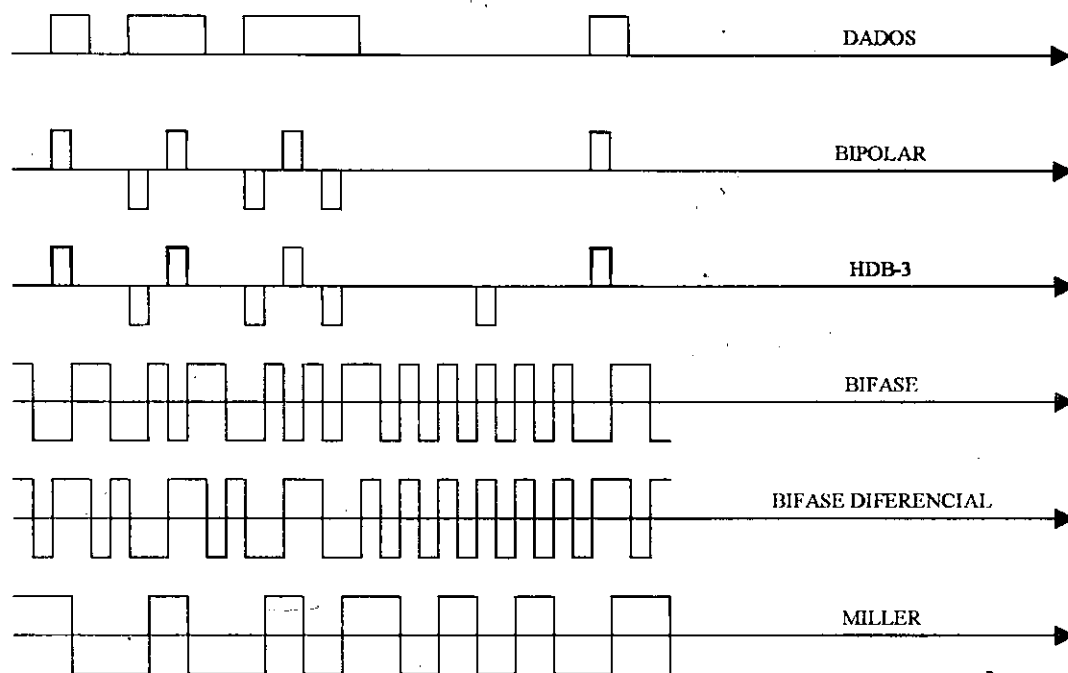 DADOS
BIPOLAR
HDB-3
BIFASE
BIFASE DIFERENCIAL
MILLER